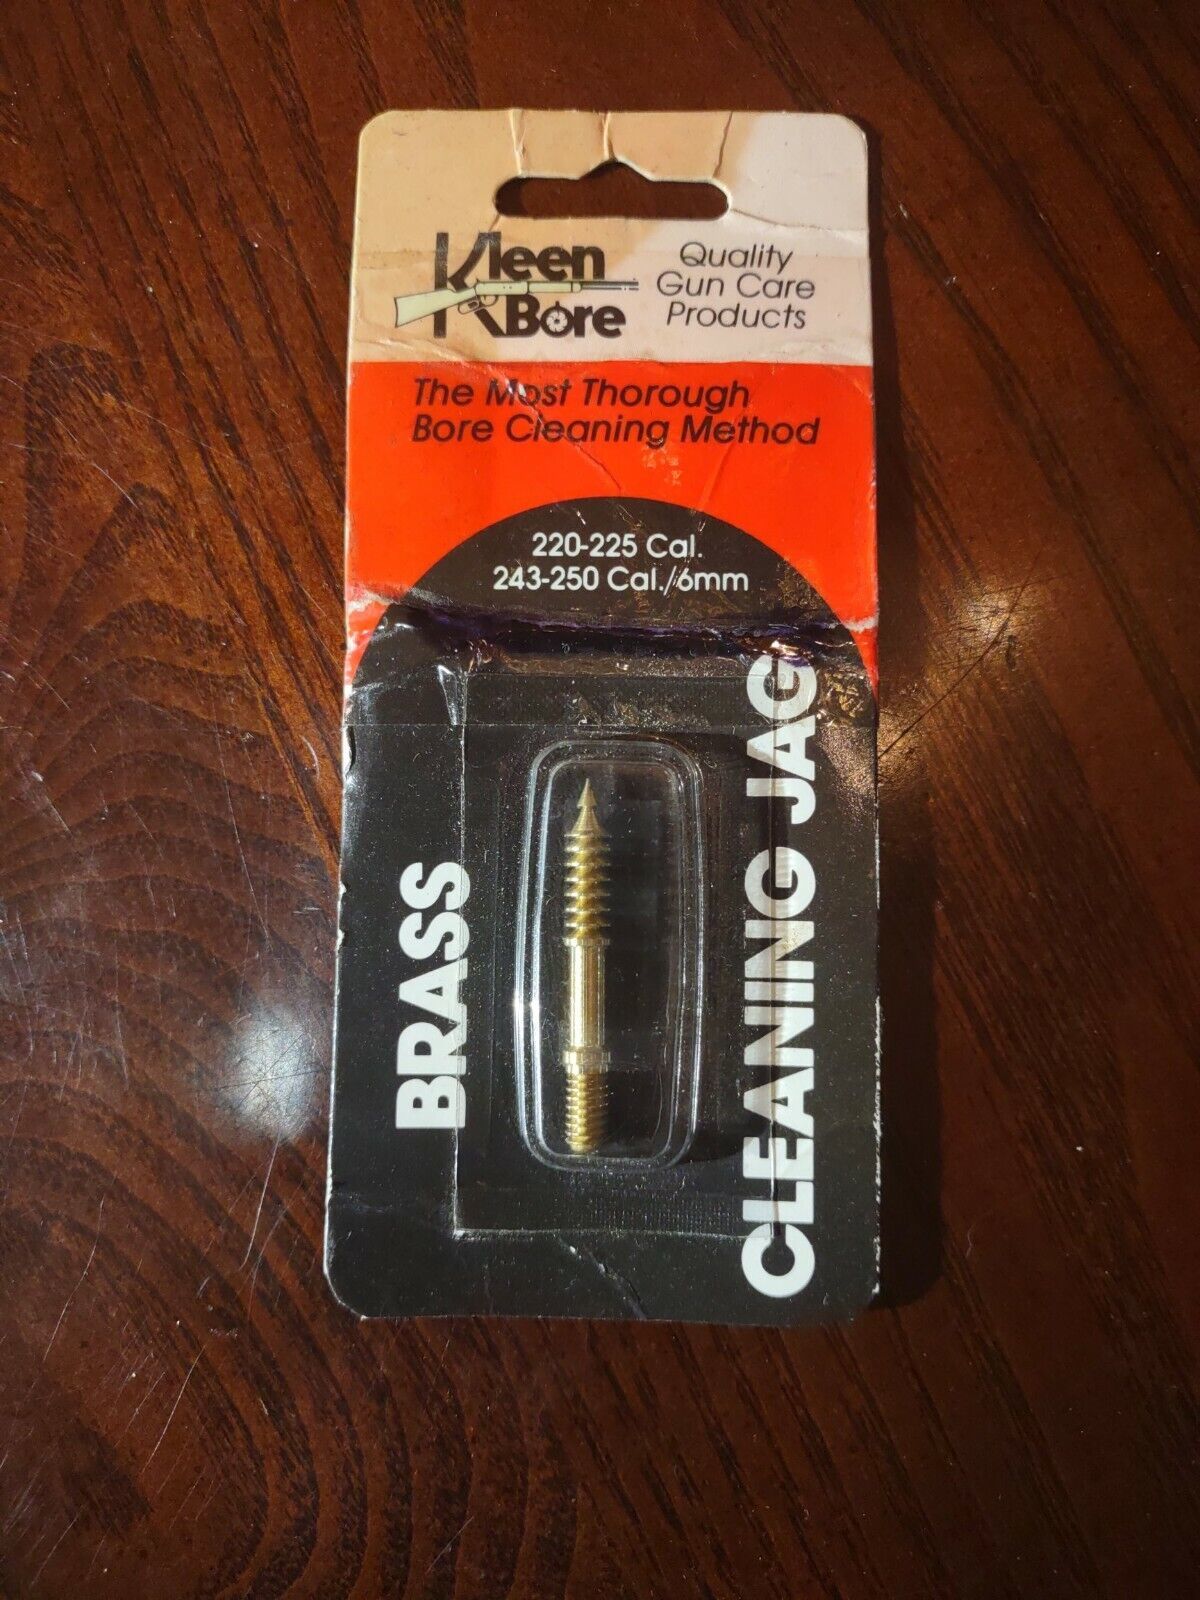 Kleen
Bore
Quality
Gun Care
Products
The Most Thorough
Bore Cleaning Method
220-225 Cal.
243-250 Cal./6mm
BRASS
CLEANING JAG